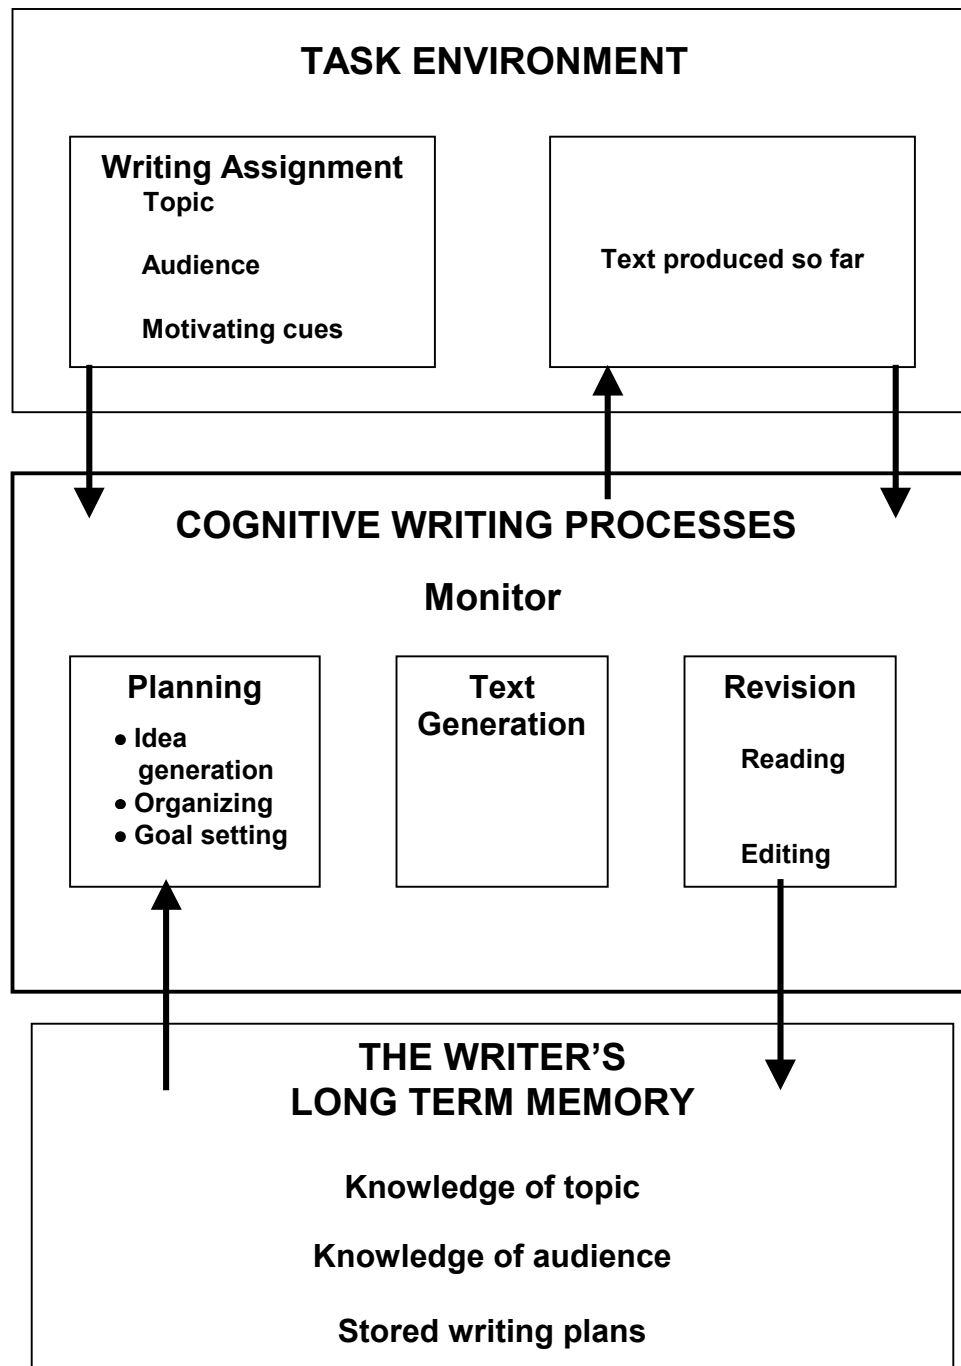 TASK ENVIRONMENT
Writing Assignment
Topic
Audience
Motivating cues
Text produced so far
COGNITIVE WRITING PROCESSES
Monitor
Planning
• Idea
generation
• Organizing
• Goal setting
Text
Generation
Revision
Reading
Editing
THE WRITER’S
LONG TERM MEMORY
Knowledge of topic
Knowledge of audience
Stored writing plans